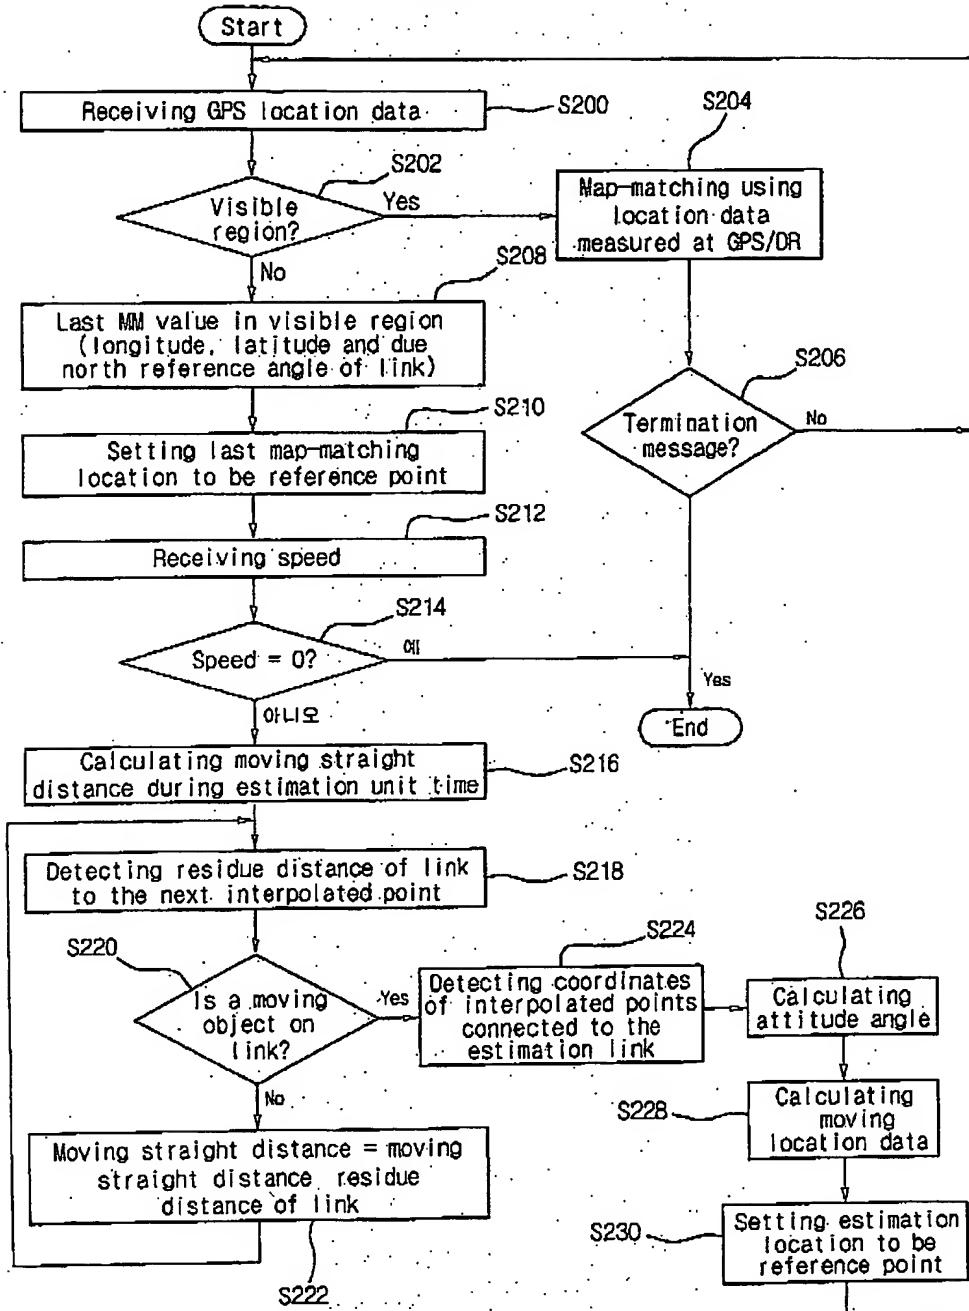 Start
Receiving GPS location data
S200
S204
S202
Visible
region?
Yes
Map-matching using
location data
measured at GPS/DR
No
S208
Last MM value in visible region
(longitude, latitude and due
north reference angle of link)
S206
S210
Termination
message?
No
Setting last map-matching
location to be reference point
S212
Receiving speed
S214
Speed = 0?
예
Yes
아니오
End
Calculating moving straight
distance during estimation unit time
S216
Detecting residue distance of link
to the next interpolated point
S218
S220
S224
S226
Is a moving
object on
link?
Yes
Detecting coordinates
of interpolated points
connected to the
estimation link
Calculating
attitude angle
No
S228
Calculating
moving
location data
Moving straight distance = moving
straight distance residue
distance of link
S230
Setting estimation
location to be
reference point
S222